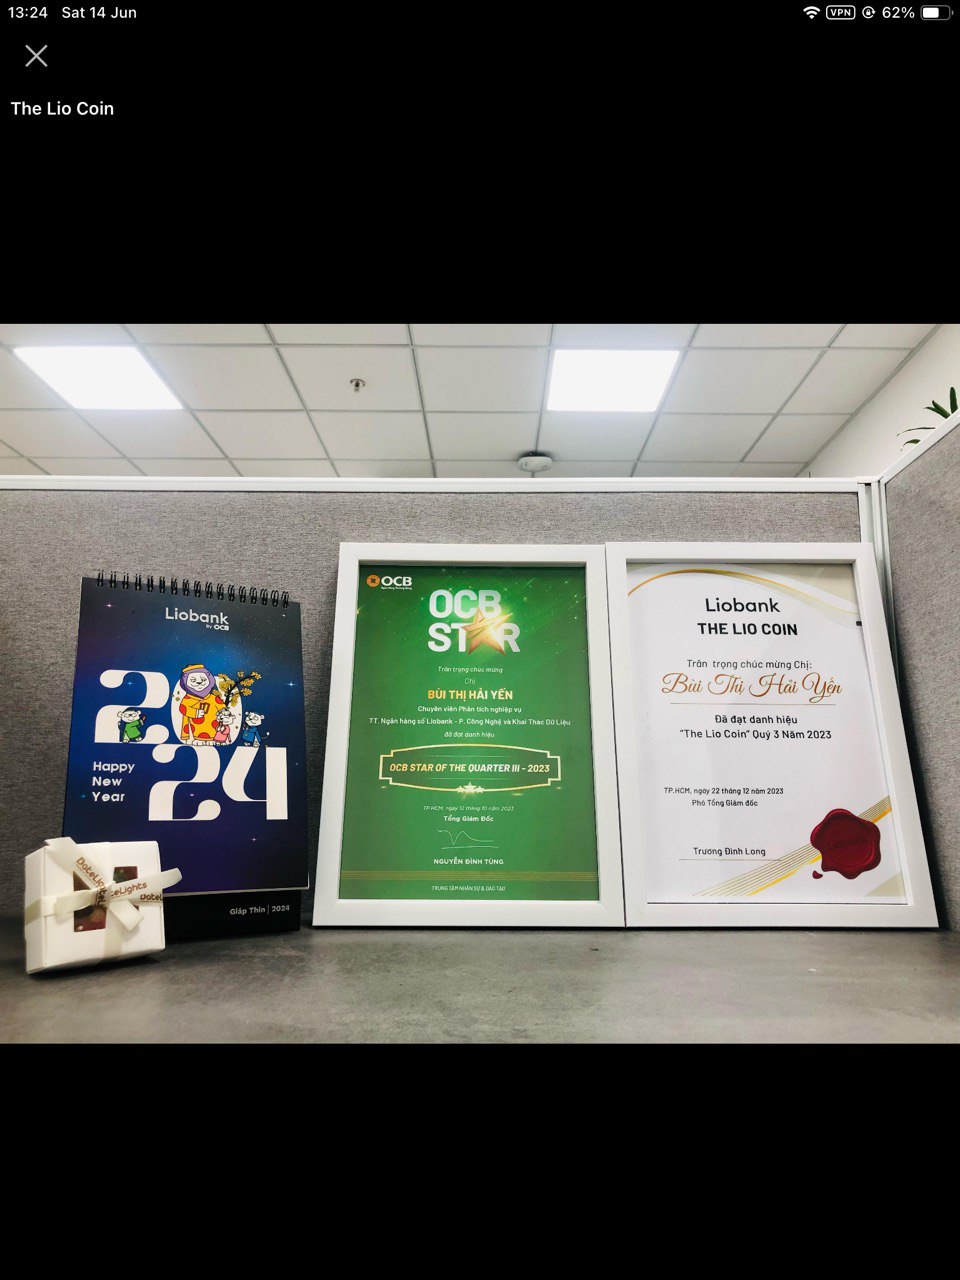 13:24 Sat 14 Jun
VPN 62%
The Lio Coin
Liobank
by OCB
2024
Happy
New
Year
Giáp Thìn | 2024
DateLights
OCB
OCB
STAR
Trân trọng chúc mừng
Chị
BÙI THỊ HẢI YẾN
Chuyên viên Phân tích nghiệp vụ
TT. Ngân hàng số Liobank – P. Công Nghệ và Khai Thác Dữ Liệu
đã đạt danh hiệu
OCB STAR OF THE QUARTER III - 2023
TP.HCM, ngày 12 tháng 10 năm 2023
Tổng Giám Đốc
NGUYỄN ĐÌNH TÙNG
TRUNG TÂM NHÂN SỰ & ĐÀO TẠO
Liobank
THE LIO COIN
Trân trọng chúc mừng Chị:
Bùi Thị Hải Yến
Đã đạt danh hiệu
"The Lio Coin" Quý 3 Năm 2023
TP.HCM, ngày 22 tháng 12 năm 2023
Phó Tổng Giám đốc
Trương Đình Long